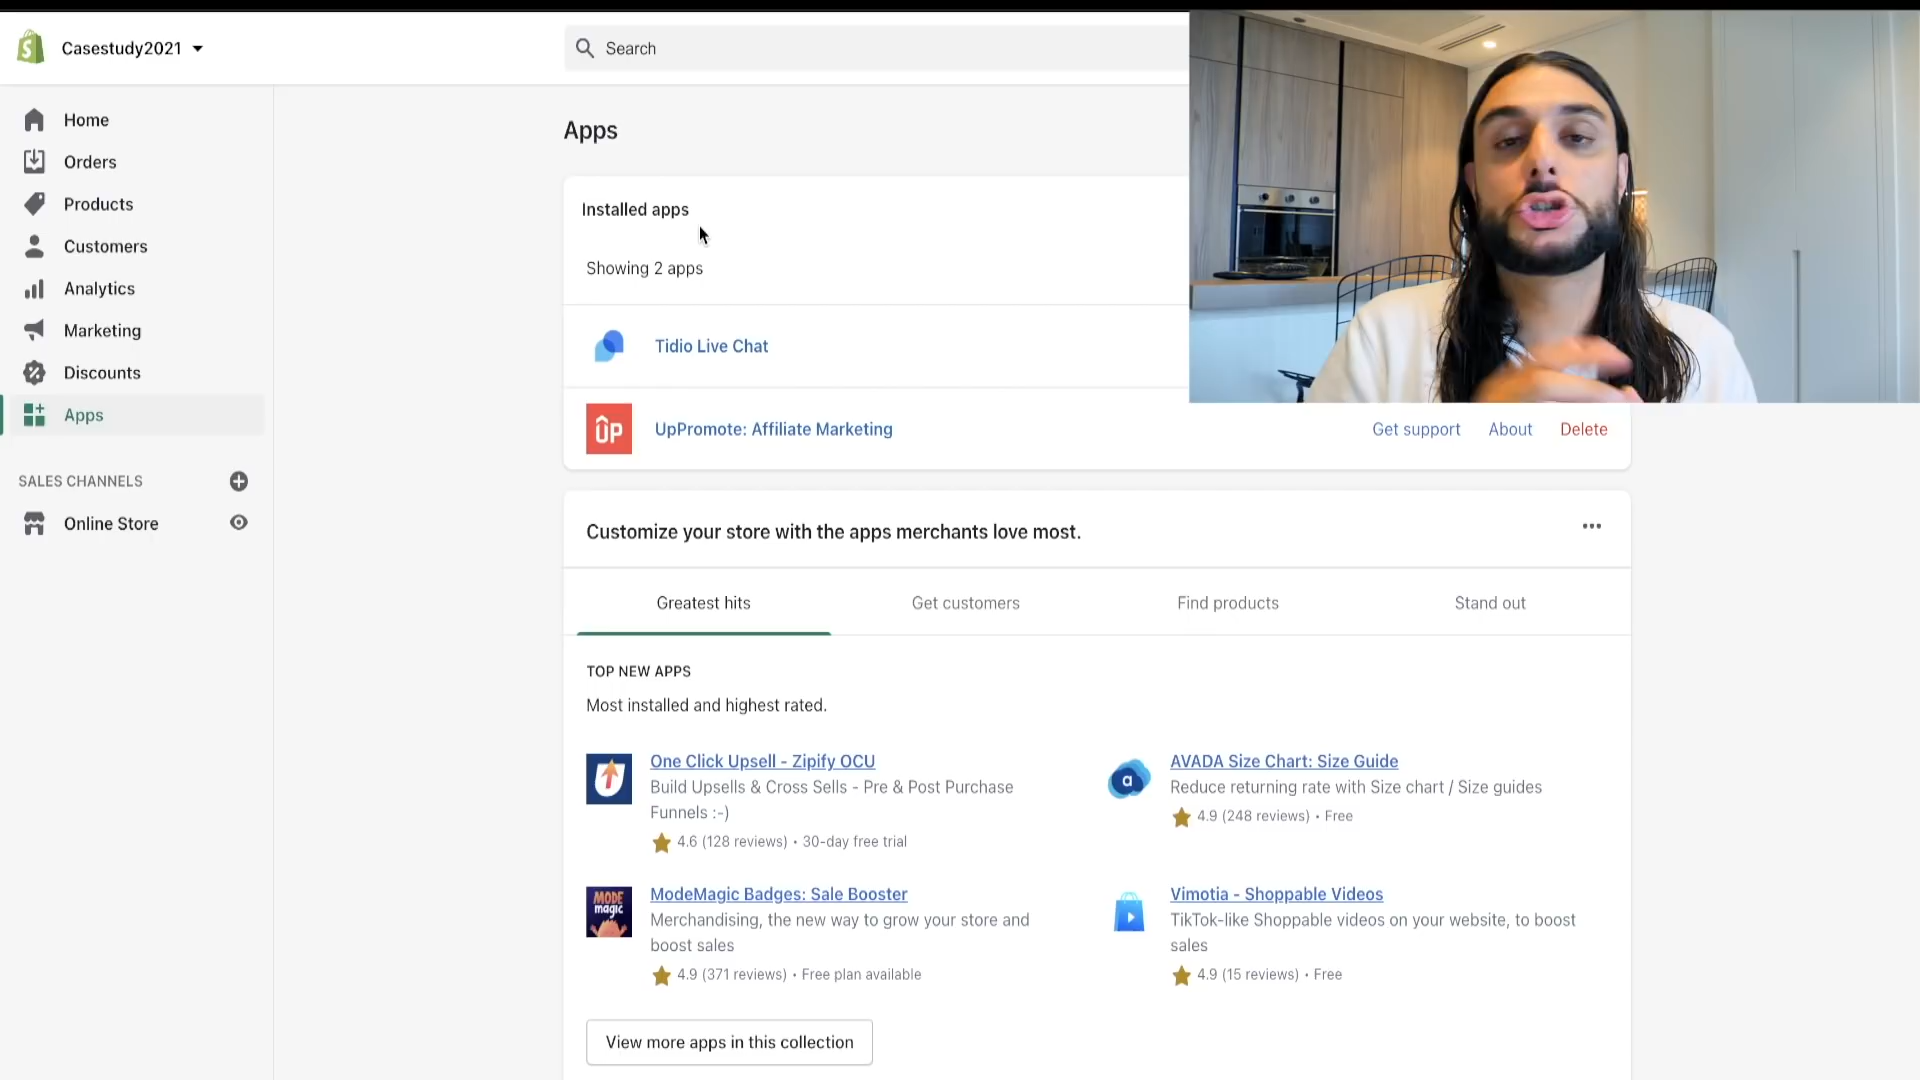 Casestudy2021
Search
Home
Orders
Products
Customers
Analytics
Marketing
Discounts
Apps
SALES CHANNELS
Online Store
Apps
Installed apps
Showing 2 apps
Tidio Live Chat
UpPromote: Affiliate Marketing
Get support
About
Delete
Customize your store with the apps merchants love most.
Greatest hits
Get customers
Find products
Stand out
TOP NEW APPS
Most installed and highest rated.
One Click Upsell - Zipify OCU
Build Upsells & Cross Sells - Pre & Post Purchase
Funnels :-)
4.6 (128 reviews) • 30-day free trial
AVADA Size Chart: Size Guide
Reduce returning rate with Size chart / Size guides
4.9 (248 reviews) • Free
MODE
magic
ModeMagic Badges: Sale Booster
Merchandising, the new way to grow your store and
boost sales
4.9 (371 reviews) • Free plan available
Vimotia - Shoppable Videos
TikTok-like Shoppable videos on your website, to boost
sales
4.9 (15 reviews) • Free
View more apps in this collection